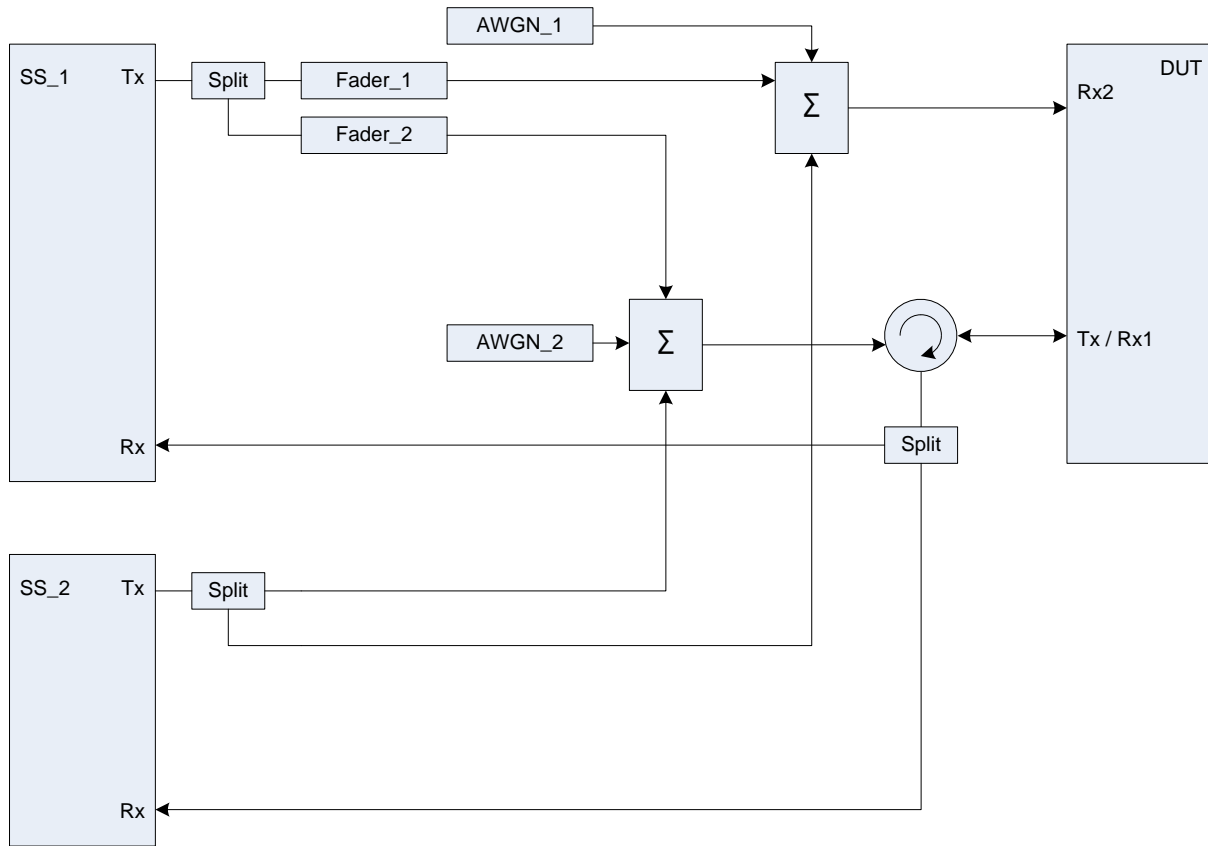 AWGN_1
SS_1
Tx
Split
Fader_1
Σ
DUT
Rx2
Fader_2
AWGN_2
Σ
Tx / Rx1
Rx
Split
SS_2
Tx
Split
Rx